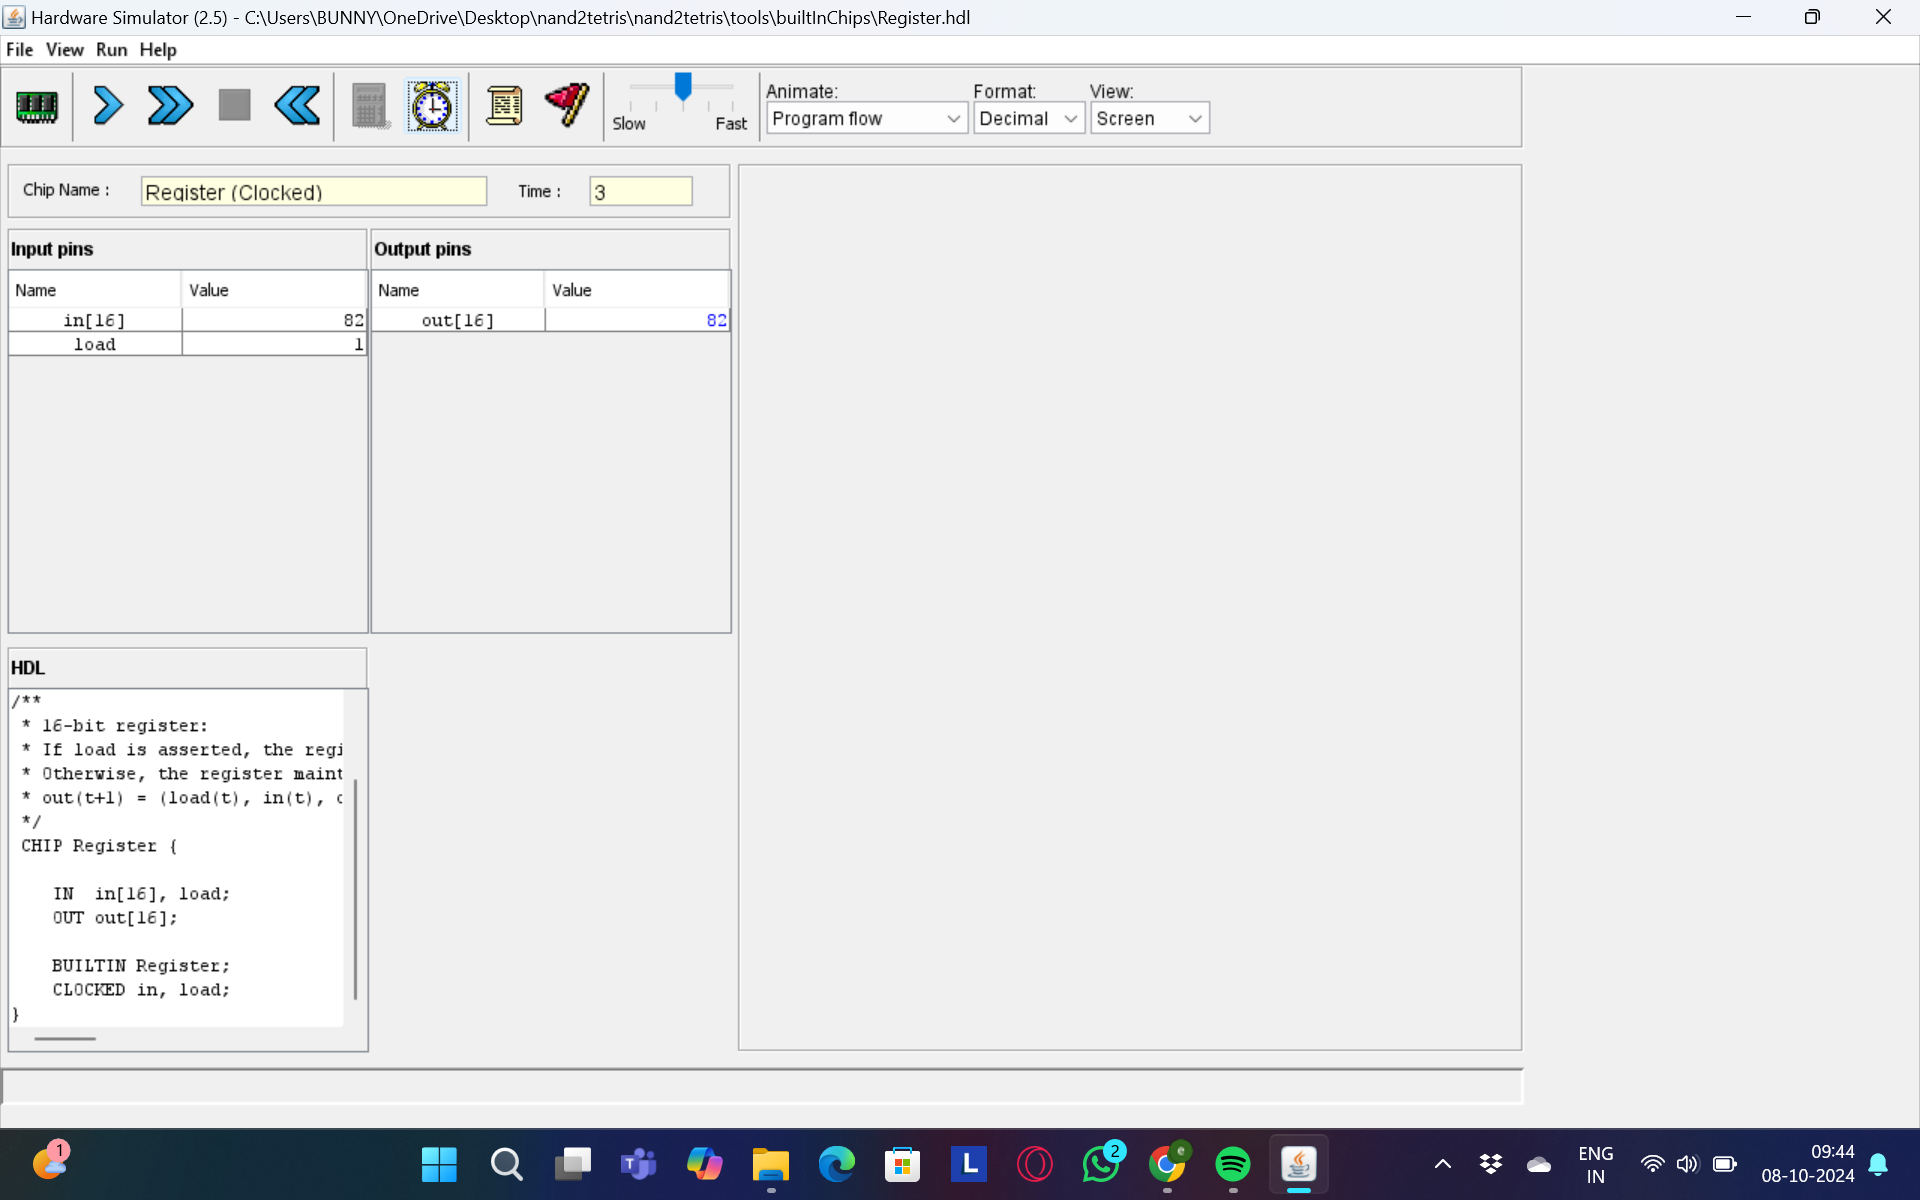 Hardware Simulator (2.5) - C:\Users\BUNNY\OneDrive\Desktop\nand2tetris\nand2tetris\tools\builtInChips\Register.hdl
File View Run Help
Slow Fast
Animate: Format: View:
Program flow Decimal Screen
Chip Name : Register (Clocked) Time : 3
Input pins Output pins
Name Value Name Value
in[16] 82 out[16] 82
load 1
HDL
/**
* 16-bit register:
* If load is asserted, the regi
* Otherwise, the register maint
* out(t+1) = (load(t), in(t), o
*/
CHIP Register {
IN in[16], load;
OUT out[16];
BUILTIN Register;
CLOCKED in, load;
}
1
L
2
e
ENG
IN
09:44
08-10-2024